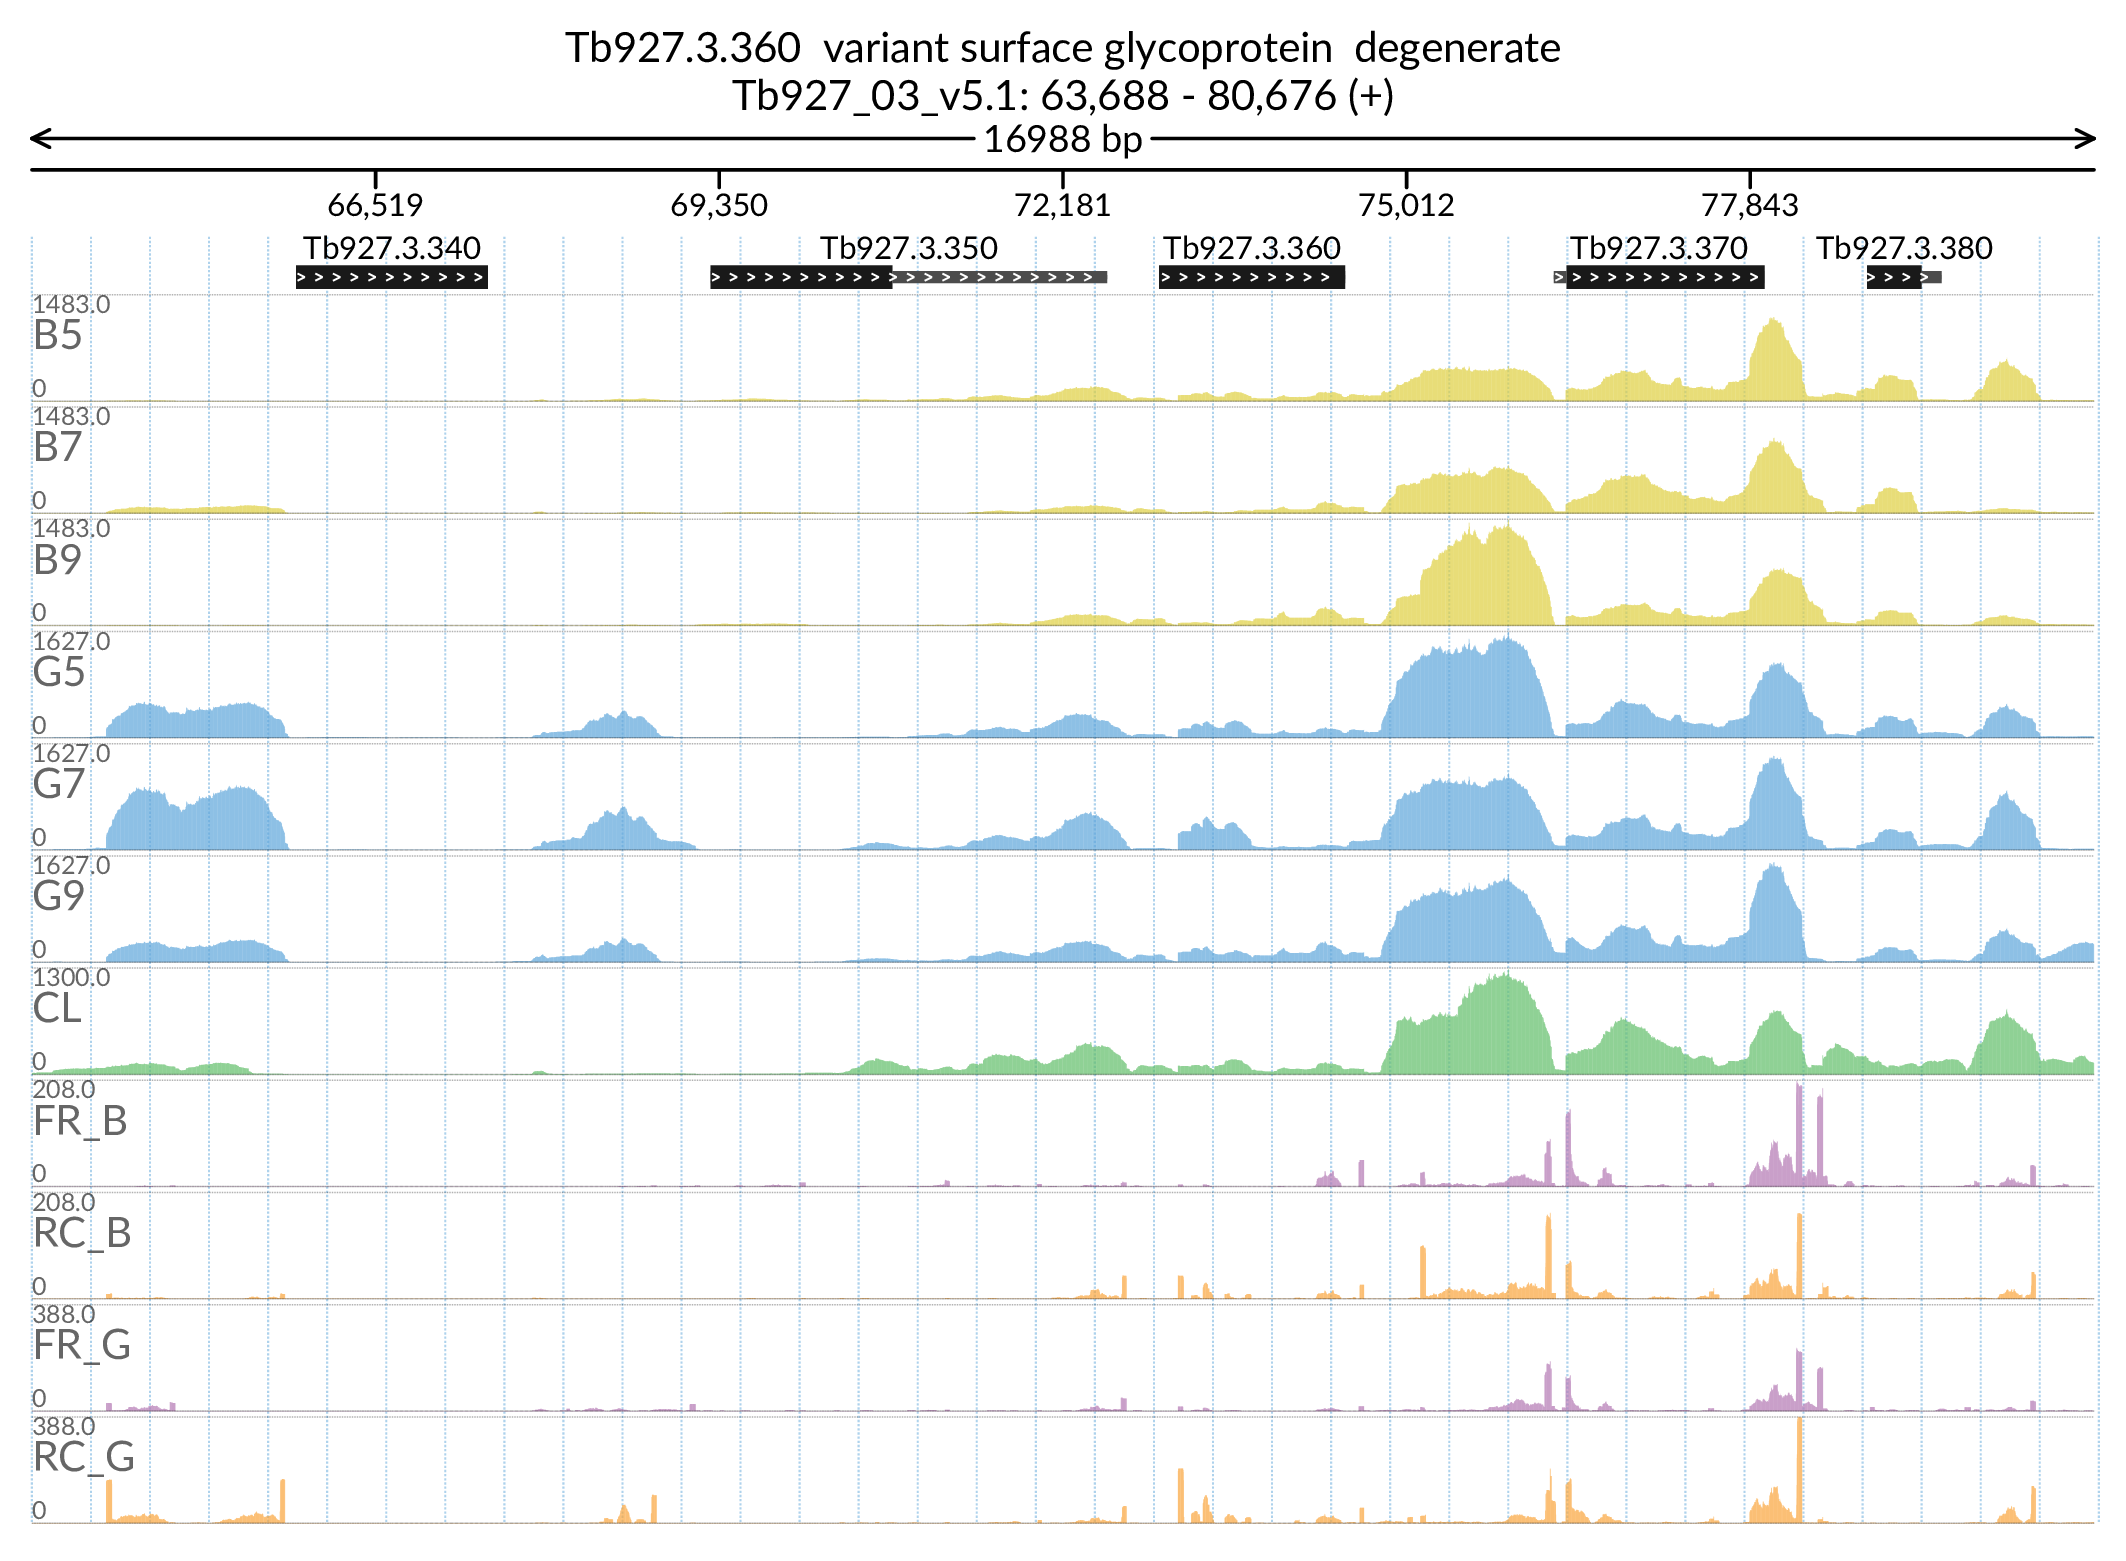 Tb927.3.360  variant surface glycoprotein  degenerate
Tb927_03_v5.1: 63,688 - 80,676 (+)
16988 bp
66,519 69,350 72,181 75,012 77,843
Tb927.3.340 Tb927.3.350 Tb927.3.360 Tb927.3.370 Tb927.3.380
1483.0
B5
0
1483.0
B7
0
1483.0
B9
0
1627.0
G5
0
1627.0
G7
0
1627.0
G9
0
1300.0
CL
0
208.0
FR_B
0
208.0
RC_B
0
388.0
FR_G
0
388.0
RC_G
0